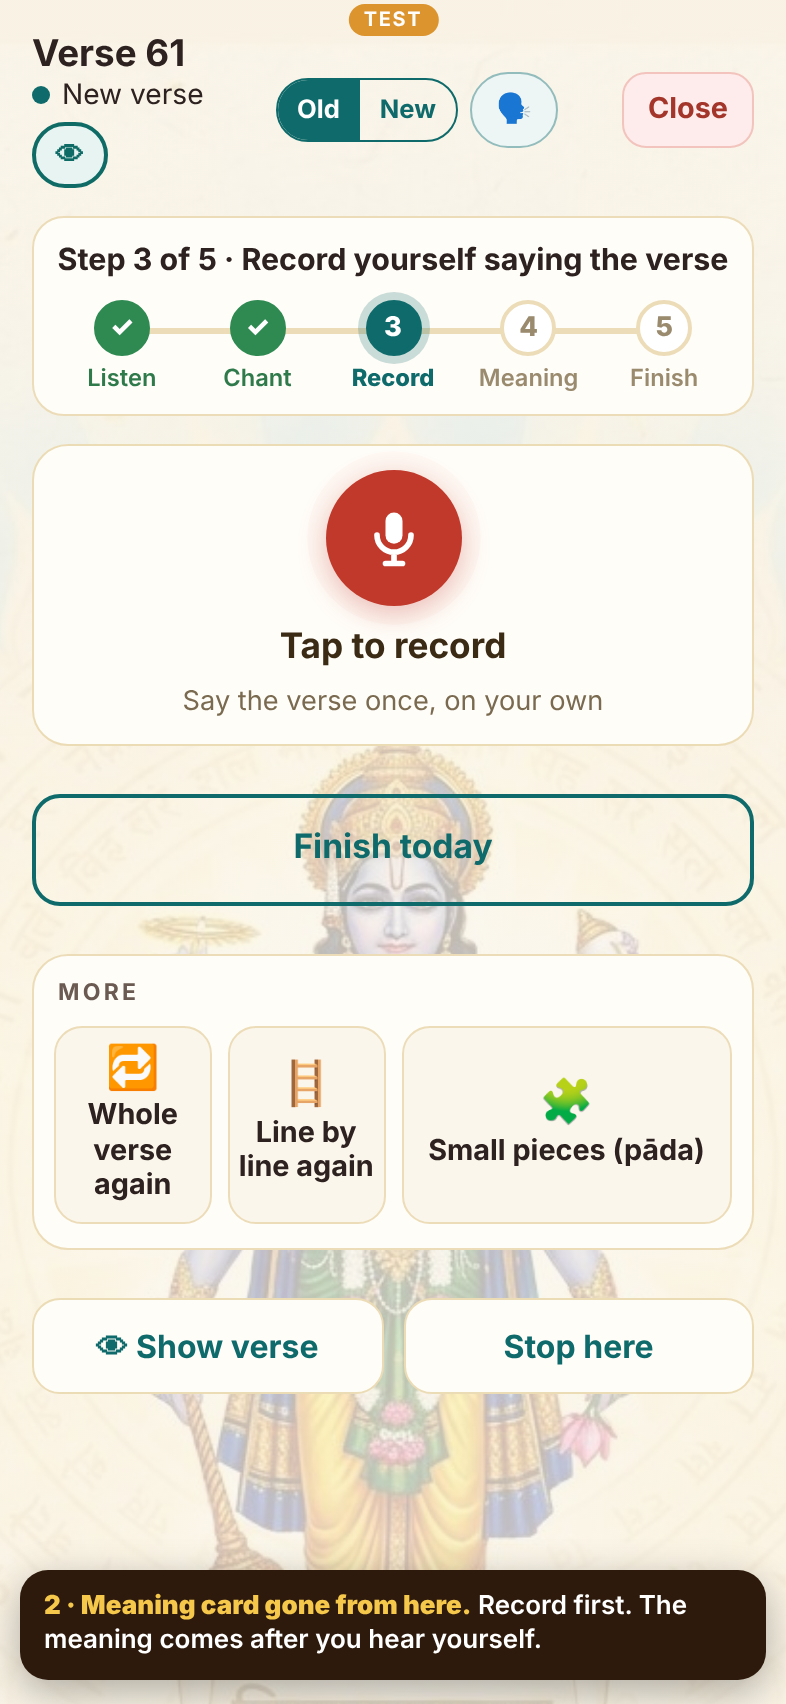 TEST
Verse 61
New verse
Old
New
Close
Step 3 of 5 · Record yourself saying the verse
3
4
5
Listen
Chant
Record
Meaning
Finish
Tap to record
Say the verse once, on your own
Finish today
MORE
Whole
verse
again
Line by
line again
Small pieces (pāda)
Show verse
Stop here
2 · Meaning card gone from here. Record first. The
meaning comes after you hear yourself.